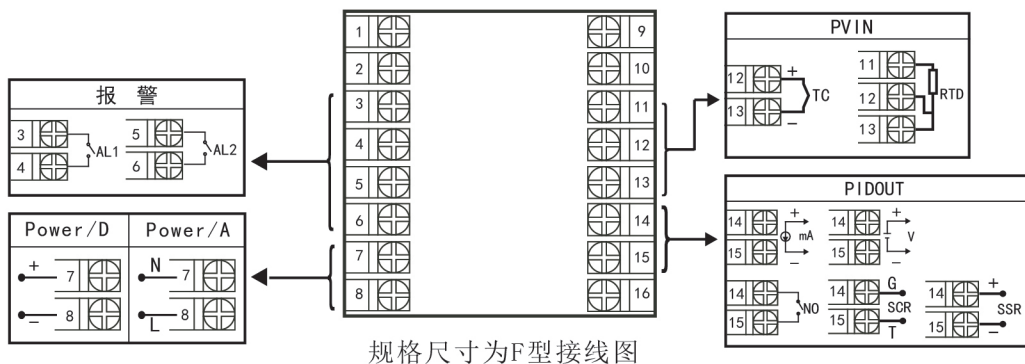 报 警
3
4
AL1
5
6
AL2
Power/D
Power/A
+
7
-
8
N
7
L
8
1
2
3
4
5
6
7
8
9
10
11
12
13
14
15
16
PVIN
12
+
13
-
TC
11
12
13
RTD
PIDOUT
14
+
mA
15
-
14
+
V
15
-
14
15
NO
14
G
SCR
15
T
14
+
SSR
15
-
规格尺寸为F型接线图